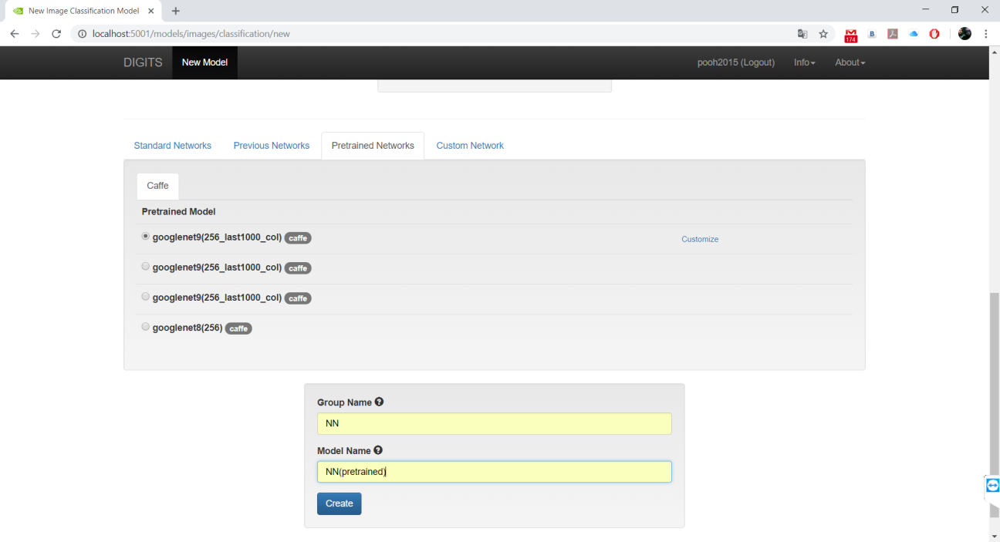 New Image Classification Model
localhost:5001/models/images/classification/new
174
B
DIGITS New Model pooh2015 (Logout) Info About
Standard Networks Previous Networks Pretrained Networks Custom Network
Caffe
Pretrained Model
googlenet9(256_last1000_col) caffe Customize
googlenet9(256_last1000_col) caffe
googlenet9(256_last1000_col) caffe
googlenet8(256) caffe
Group Name ?
NN
Model Name ?
NN(pretrained)
Create